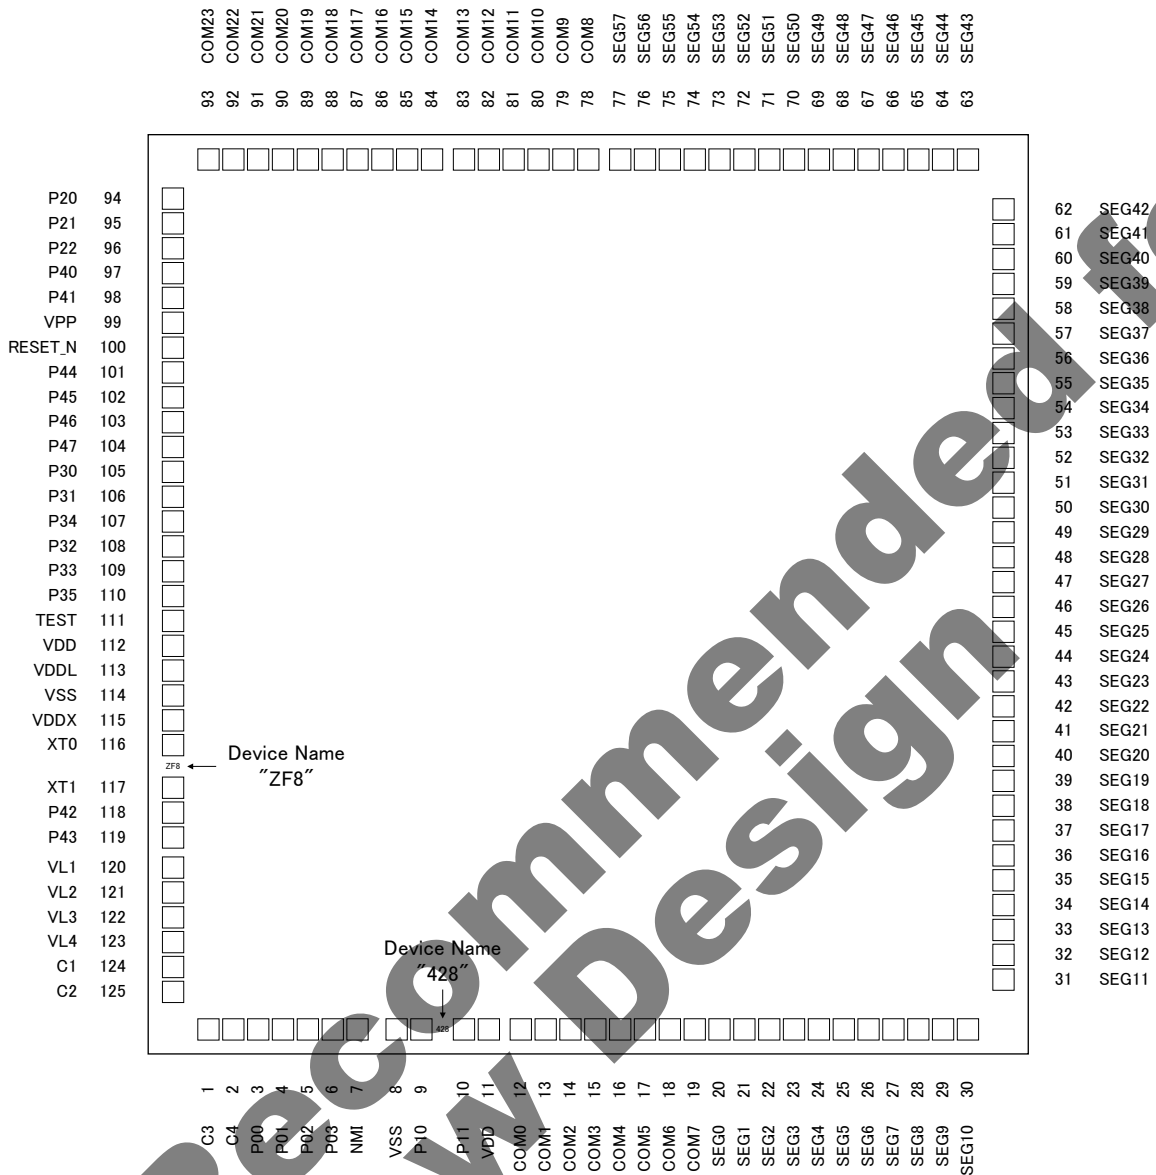 COM23 COM22 COM21 COM20 COM19 COM18 COM17 COM16 COM15 COM14 COM13 COM12 COM11 COM10 COM9 COM8 SEG57 SEG56 SEG55 SEG54 SEG53 SEG52 SEG51 SEG50 SEG49 SEG48 SEG47 SEG46 SEG45 SEG44 SEG43
93 92 91 90 89 88 87 86 85 84 83 82 81 80 79 78 77 76 75 74 73 72 71 70 69 68 67 66 65 64 63
P20 94
P21 95
P22 96
P40 97
P41 98
VPP 99
RESET_N 100
P44 101
P45 102
P46 103
P47 104
P30 105
P31 106
P34 107
P32 108
P33 109
P35 110
TEST 111
VDD 112
VDDL 113
VSS 114
VDDX 115
XT0 116
XT1 117
P42 118
P43 119
VL1 120
VL2 121
VL3 122
VL4 123
C1 124
C2 125
ZF8
Device Name
"ZF8"
Device Name
"428"
428
62 SEG42
61 SEG41
60 SEG40
59 SEG39
58 SEG38
57 SEG37
56 SEG36
55 SEG35
54 SEG34
53 SEG33
52 SEG32
51 SEG31
50 SEG30
49 SEG29
48 SEG28
47 SEG27
46 SEG26
45 SEG25
44 SEG24
43 SEG23
42 SEG22
41 SEG21
40 SEG20
39 SEG19
38 SEG18
37 SEG17
36 SEG16
35 SEG15
34 SEG14
33 SEG13
32 SEG12
31 SEG11
1 2 3 4 5 6 7 8 9 10 11 12 13 14 15 16 17 18 19 20 21 22 23 24 25 26 27 28 29 30
C3 C4 P00 P01 P02 P03 NMI VSS P10 P11 VDD COM0 COM1 COM2 COM3 COM4 COM5 COM6 COM7 SEG0 SEG1 SEG2 SEG3 SEG4 SEG5 SEG6 SEG7 SEG8 SEG9 SEG10
Recommended fo
w Design